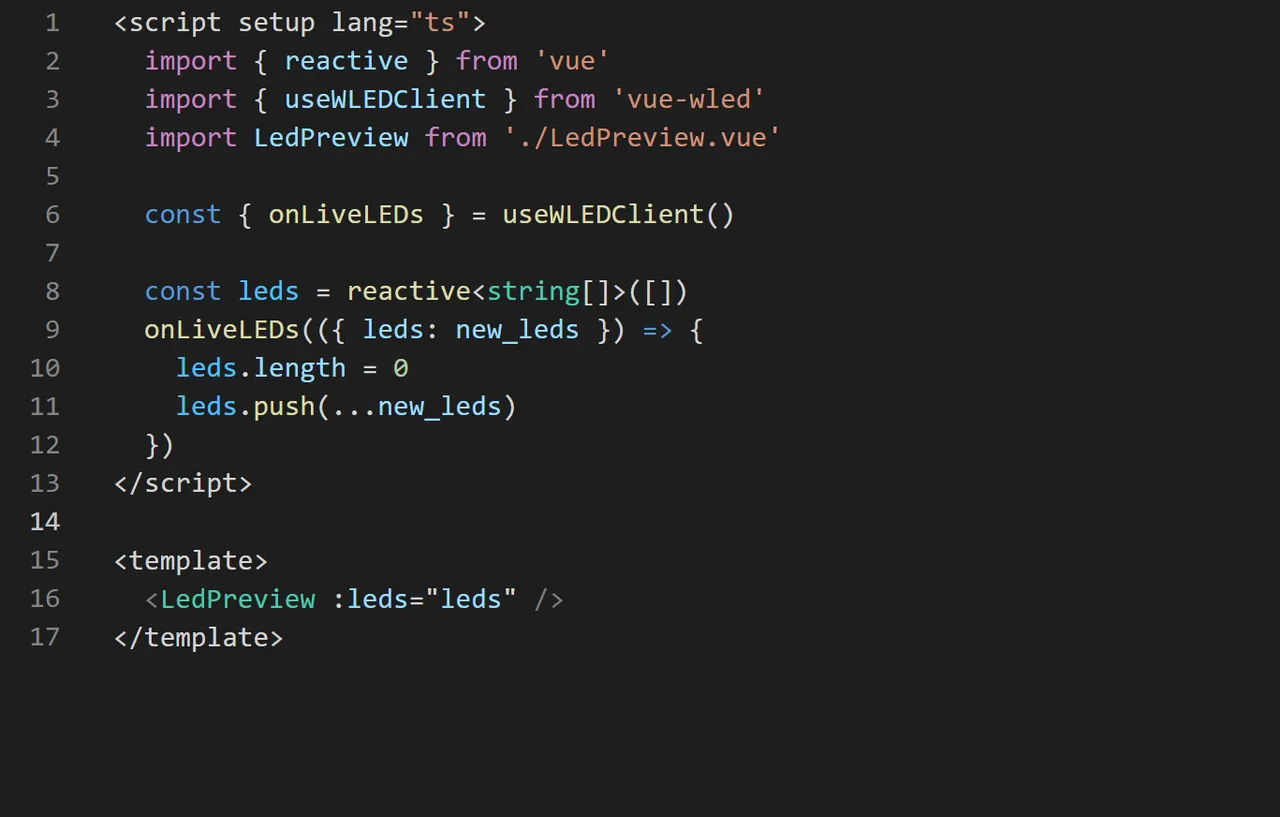 1 <script setup lang="ts">
2 import { reactive } from 'vue'
3 import { useWLEDClient } from 'vue-wled'
4 import LedPreview from './LedPreview.vue'
5
6 const { onLiveLEDs } = useWLEDClient()
7
8 const leds = reactive<string[]>([])
9 onLiveLEDs(({ leds: new_leds }) => {
10 leds.length = 0
11 leds.push(...new_leds)
12 })
13 </script>
14
15 <template>
16 <LedPreview :leds="leds" />
17 </template>